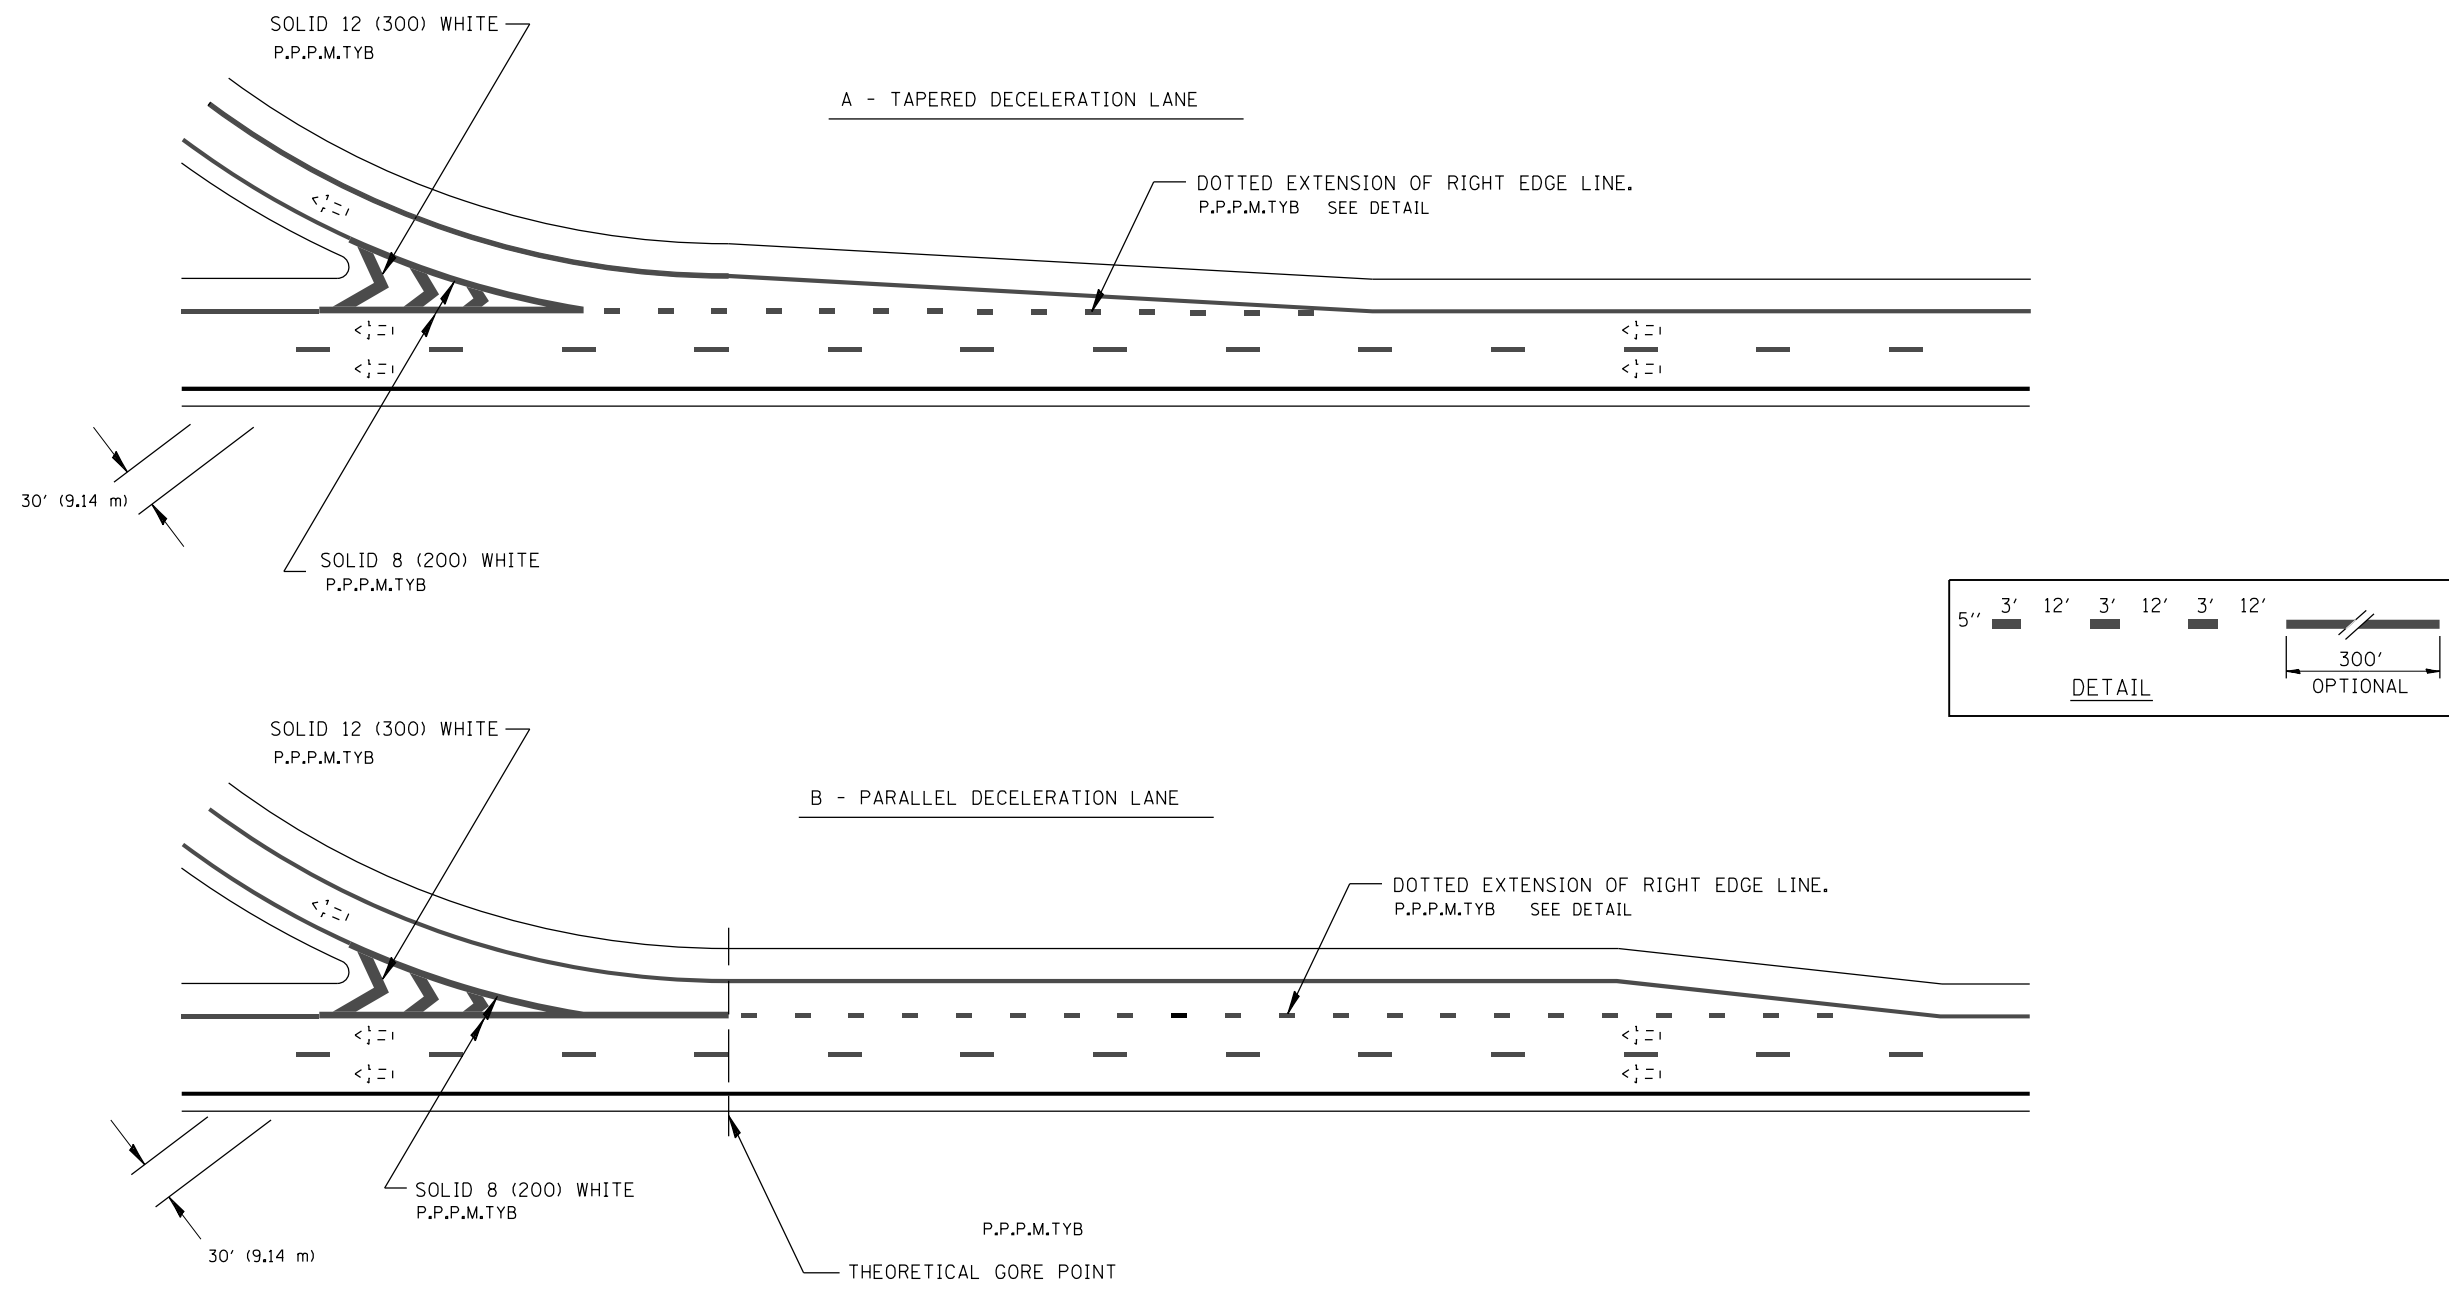 SOLID 12 (300) WHITE
P.P.P.M.TYB
A - TAPERED DECELERATION LANE
DOTTED EXTENSION OF RIGHT EDGE LINE.
P.P.P.M.TYB SEE DETAIL
30' (9.14 m)
SOLID 8 (200) WHITE
P.P.P.M.TYB
5'' 3' 12' 3' 12' 3' 12'
300'
OPTIONAL
DETAIL
SOLID 12 (300) WHITE
P.P.P.M.TYB
B - PARALLEL DECELERATION LANE
DOTTED EXTENSION OF RIGHT EDGE LINE.
P.P.P.M.TYB SEE DETAIL
SOLID 8 (200) WHITE
P.P.P.M.TYB
30' (9.14 m)
P.P.P.M.TYB
THEORETICAL GORE POINT